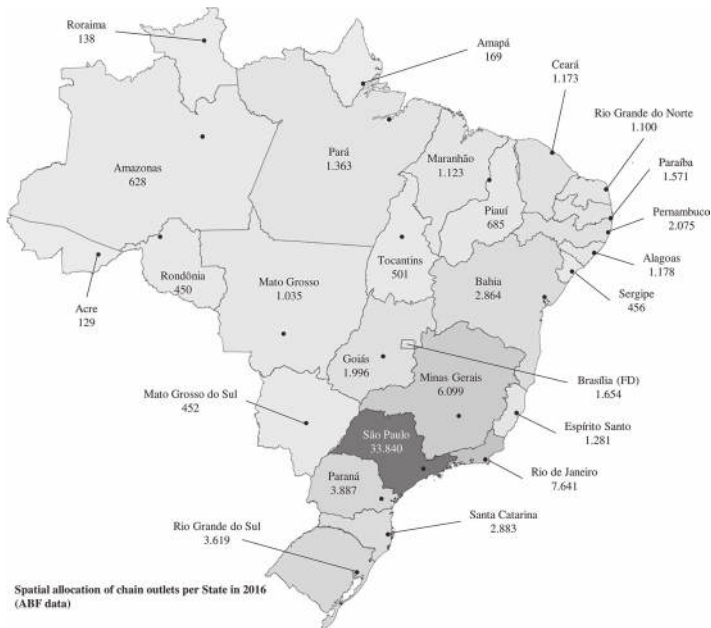 Roraima
138
Amapá
169
Ceará
1.173
Rio Grande do Norte
1.100
Paraíba
1.571
Pernambuco
2.075
Alagoas
1.178
Sergipe
456
Amazonas
628
Pará
1.363
Maranhão
1.123
Piauí
685
Tocantins
501
Rondônia
450
Acre
129
Mato Grosso
1.035
Bahia
2.864
Goiás
1.996
Brasília (FD)
1.654
Minas Gerais
6.099
Mato Grosso do Sul
452
Espírito Santo
1.281
São Paulo
33.840
Rio de Janeiro
7.641
Paraná
3.887
Santa Catarina
2.883
Rio Grande do Sul
3.619
Spatial allocation of chain outlets per State in 2016
(ABF data)